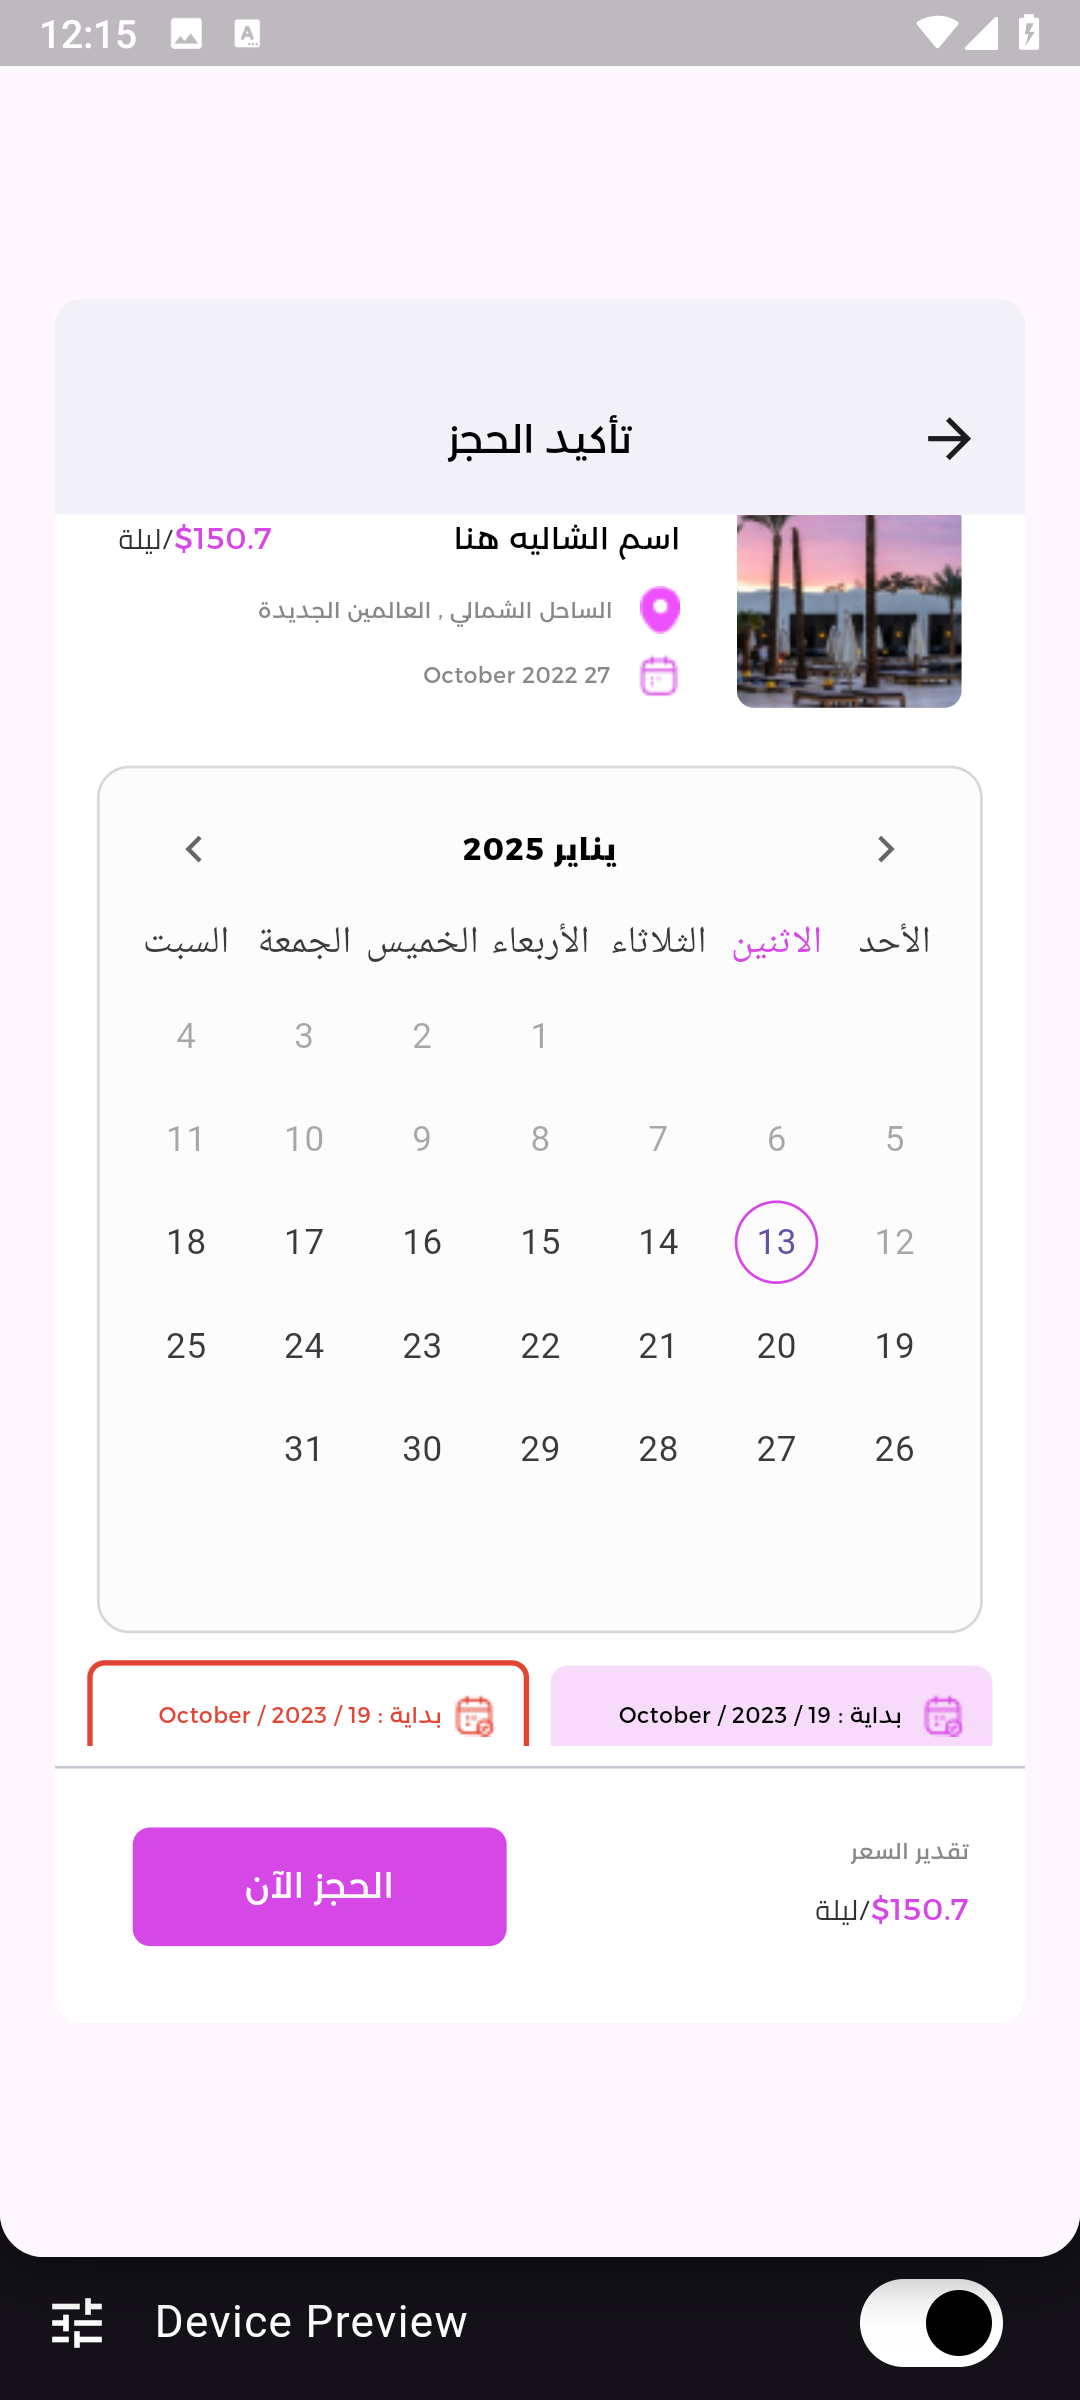 12:15
تأكيد الحجز
اسم الشاليه هنا
$150.7/ليلة
الساحل الشمالي , العالمين الجديدة
27 October 2022
يناير 2025
الأحد الاثنين الثلاثاء الأربعاء الخميس الجمعة السبت
1 2 3 4
5 6 7 8 9 10 11
12 13 14 15 16 17 18
19 20 21 22 23 24 25
26 27 28 29 30 31
بداية : 19 / October / 2023
بداية : 19 / October / 2023
تقدير السعر
$150.7/ليلة
الحجز الآن
Device Preview